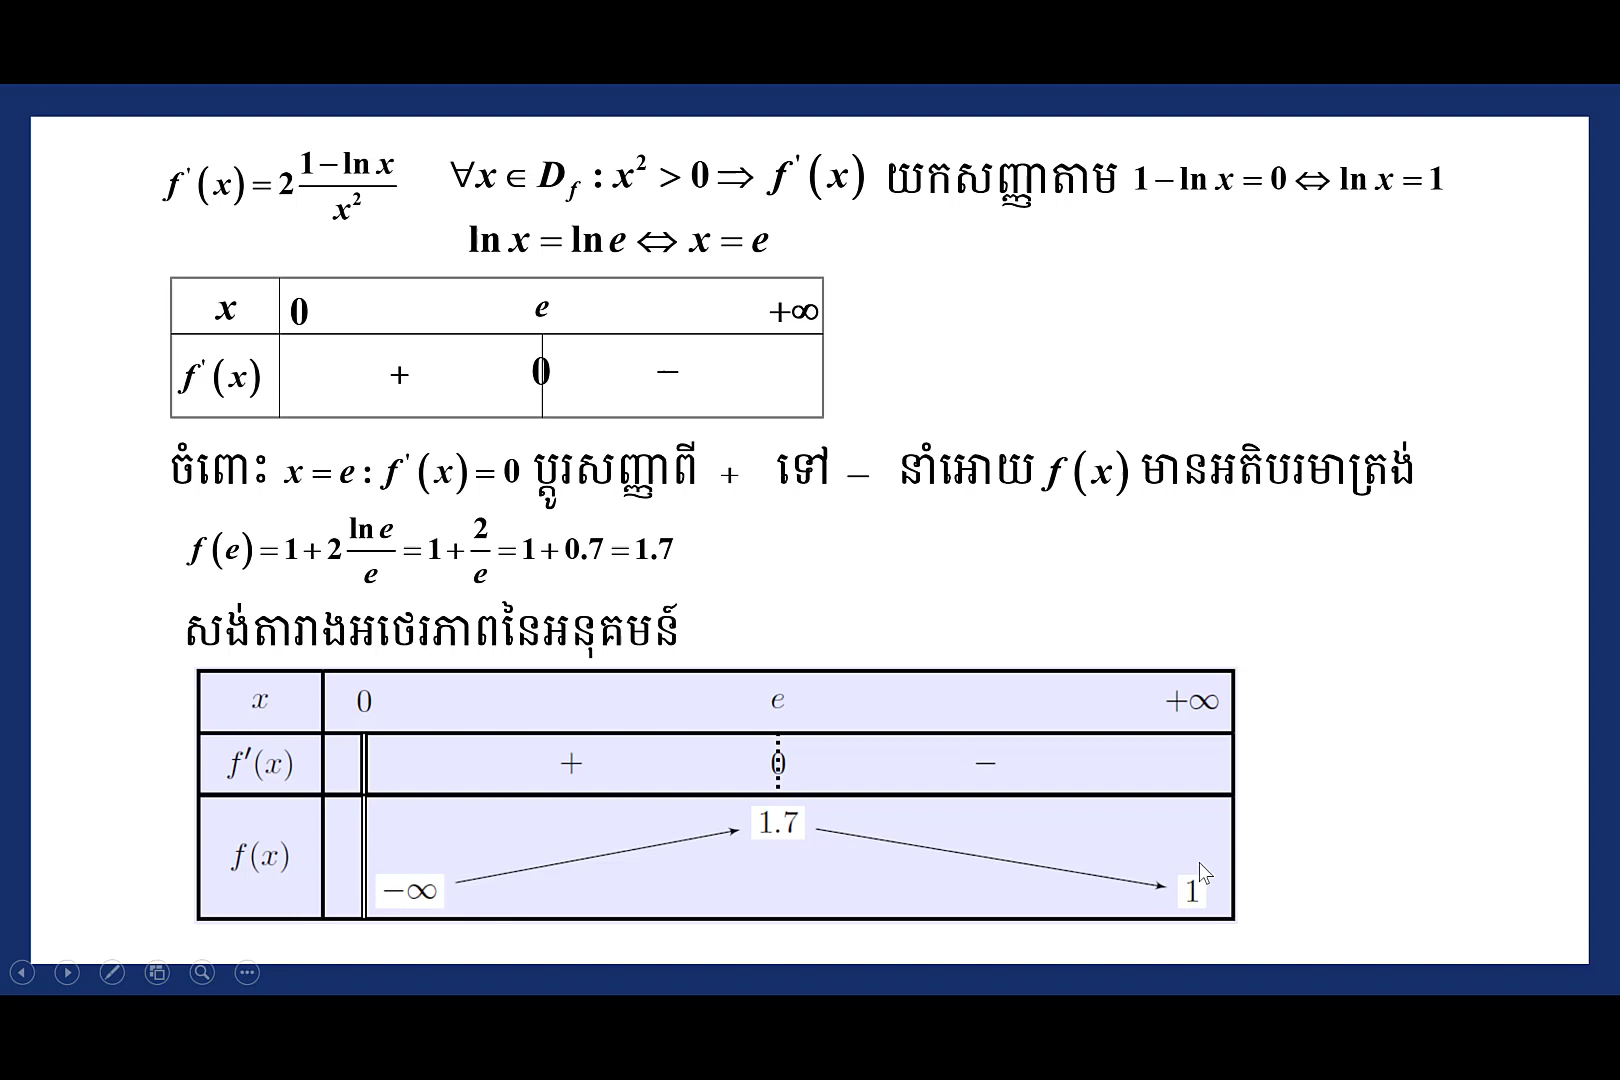 f'(x) = 2 (1 − ln x)/x² ∀x ∈ D_f : x² > 0 ⇒ f'(x) យកសញ្ញាតាម 1 − ln x = 0 ⇔ ln x = 1
ln x = ln e ⇔ x = e
x 0 e +∞
f'(x) + 0 −
ចំពោះ x = e : f'(x) = 0 ប្តូរសញ្ញាពី + ទៅ − នាំអោយ f(x) មានអតិបរមាត្រង់
f(e) = 1 + 2 (ln e)/e = 1 + 2/e = 1 + 0.7 = 1.7
សង់តារាងអថេរភាពនៃអនុគមន៍
x 0 e +∞
f′(x) + 0 −
f(x) −∞ 1.7 1